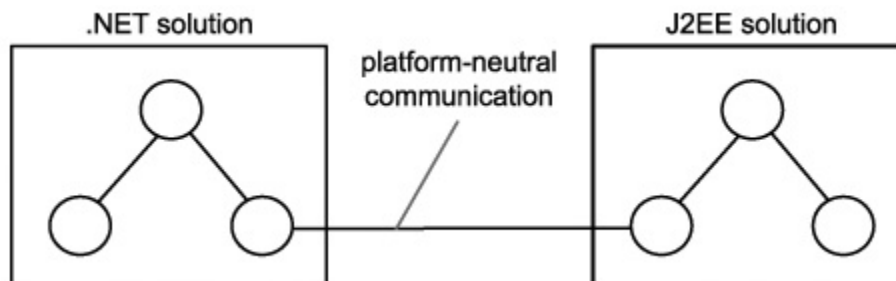 .NET solution
J2EE solution
platform-neutral
communication